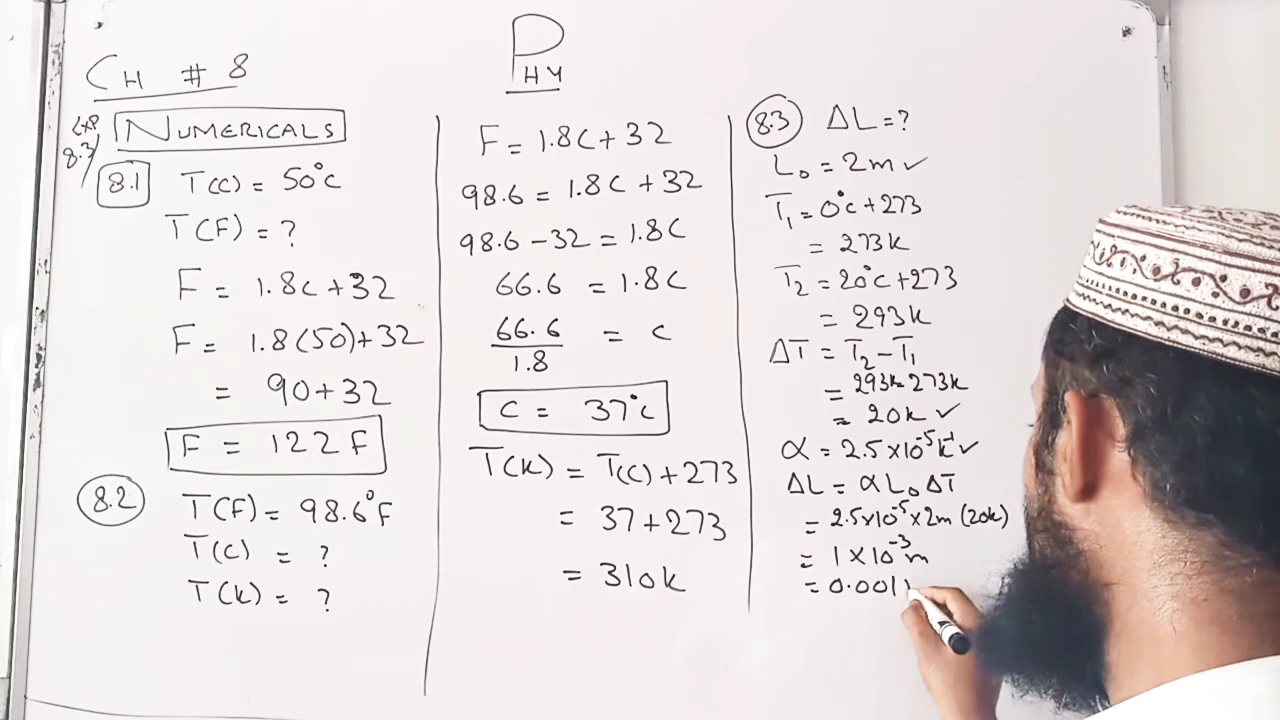 PHY
CH # 8
EXP 8.3/
NUMERICALS
8.1 T(C) = 50°C
T(F) = ?
F = 1.8C + 32
F = 1.8(50) + 32
= 90 + 32
F = 122 F
8.2 T(F) = 98.6°F
T(C) = ?
T(K) = ?
F = 1.8C + 32
98.6 = 1.8C + 32
98.6 - 32 = 1.8C
66.6 = 1.8C
66.6/1.8 = C
C = 37°C
T(K) = T(C) + 273
= 37 + 273
= 310K
8.3 ΔL = ?
L₀ = 2m ✓
T₁ = 0°C + 273
= 273K
T₂ = 20°C + 273
= 293K
ΔT = T₂ - T₁
= 293K - 273K
= 20K ✓
α = 2.5 × 10⁻⁵ K⁻¹ ✓
ΔL = α L₀ ΔT
= 2.5 × 10⁻⁵ × 2m (20K)
= 1 × 10⁻³ m
= 0.001